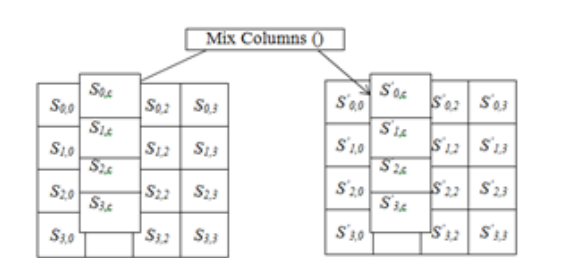 Mix Columns ()
S0,0 S0,c S0,2 S0,3
S1,0 S1,c S1,2 S1,3
S2,0 S2,c S2,2 S2,3
S3,0 S3,c S3,2 S3,3
S'0,0 S'0,c S'0,2 S'0,3
S'1,0 S'1,c S'1,2 S'1,3
S'2,0 S'2,c S'2,2 S'2,3
S'3,0 S'3,c S'3,2 S'3,3